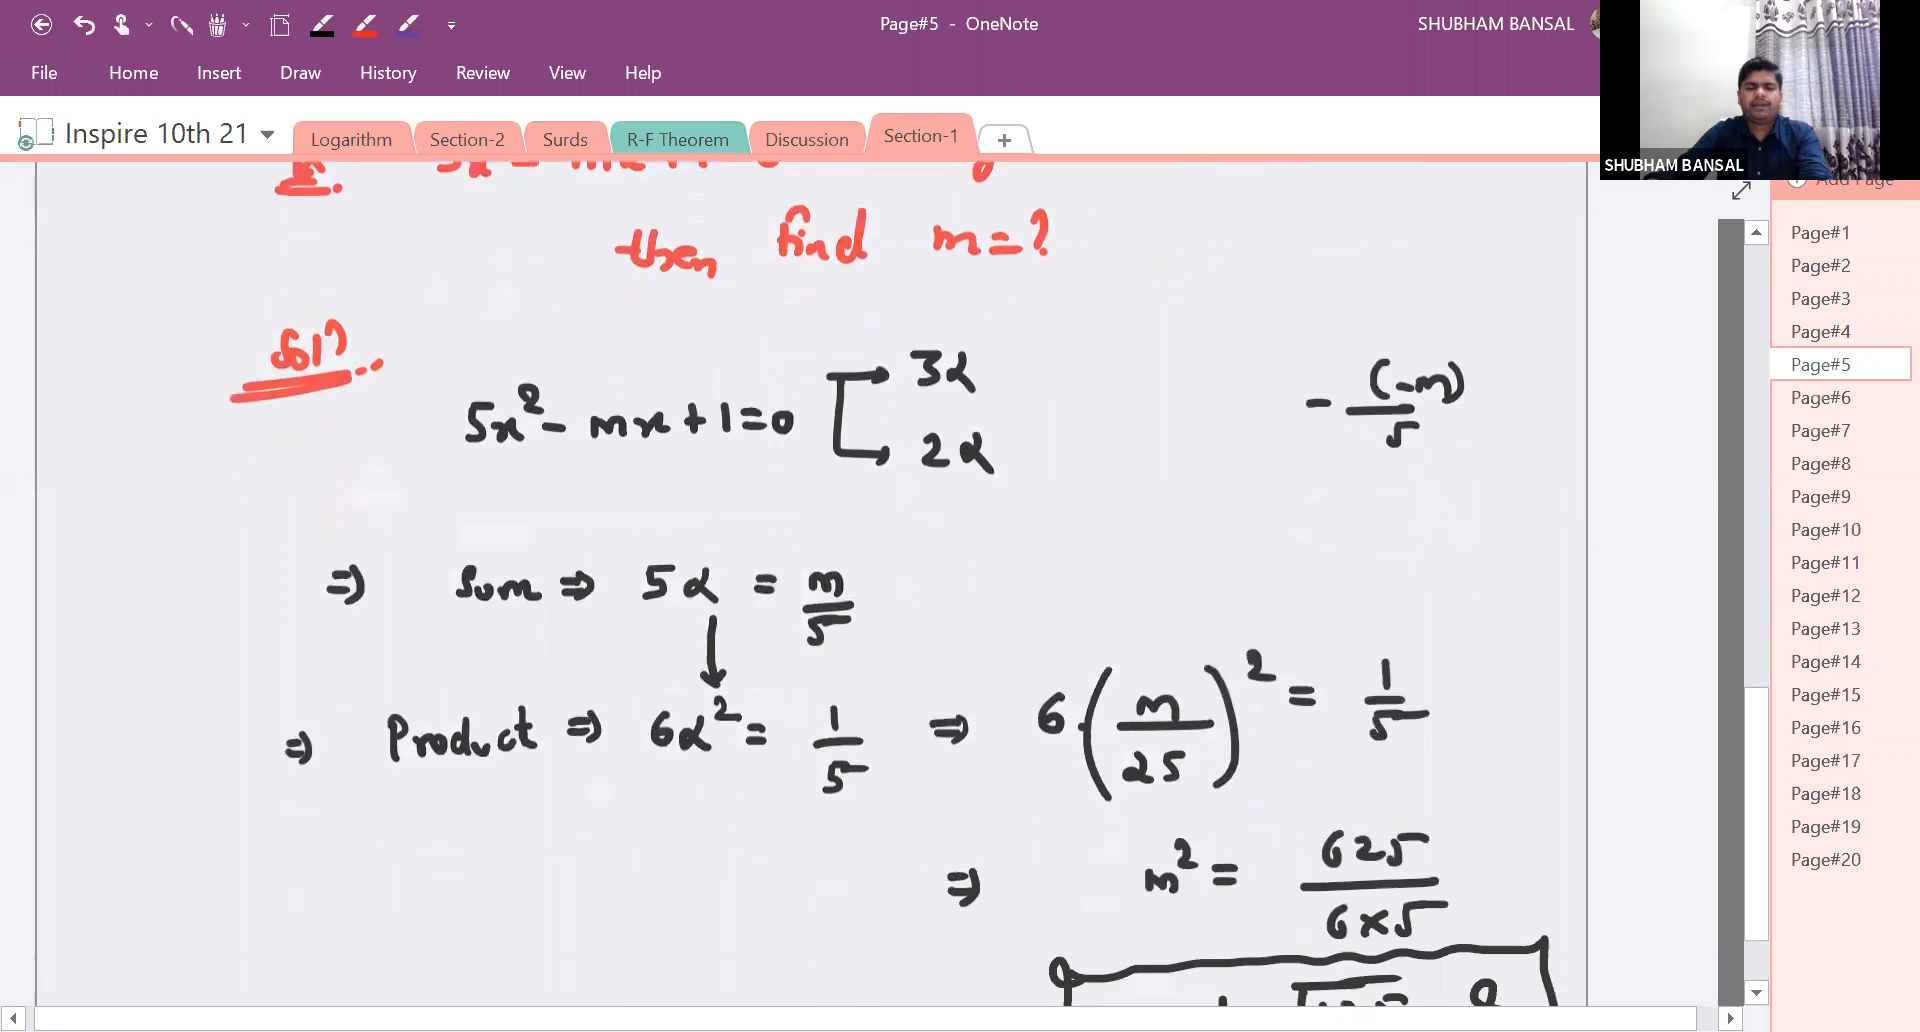 Page#5 - OneNote
SHUBHAM BANSAL
File Home Insert Draw History Review View Help
Inspire 10th 21
Logarithm Section-2 Surds R-F Theorem Discussion Section-1 +
SHUBHAM BANSAL
Add Page
then find m=?
Solⁿ..
5x²- mx+1=0
3α
2α
- (-m)/5
⇒ Sum ⇒ 5α = m/5
⇒ Product ⇒ 6α² = 1/5 ⇒ 6(m/25)² = 1/5
⇒ m² = 625/6×5
Page#1
Page#2
Page#3
Page#4
Page#5
Page#6
Page#7
Page#8
Page#9
Page#10
Page#11
Page#12
Page#13
Page#14
Page#15
Page#16
Page#17
Page#18
Page#19
Page#20